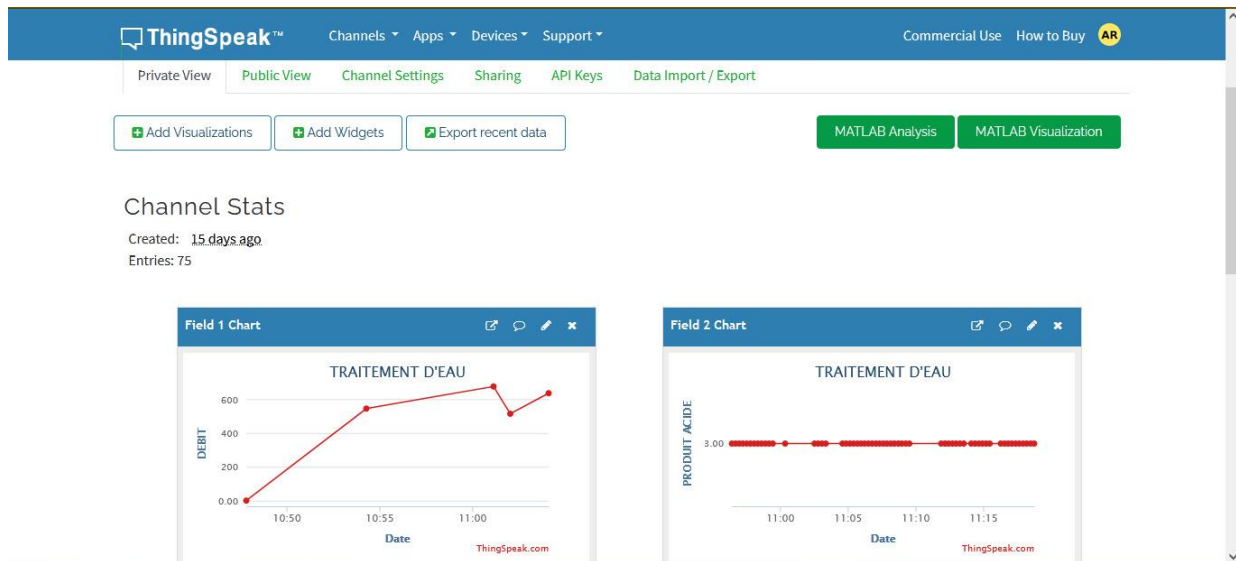 ThingSpeak™ Channels Apps Devices Support Commercial Use How to Buy AR
Private View Public View Channel Settings Sharing API Keys Data Import / Export
Add Visualizations Add Widgets Export recent data MATLAB Analysis MATLAB Visualization
Channel Stats
Created: 15 days ago
Entries: 75
Field 1 Chart
TRAITEMENT D'EAU
DEBIT
600
400
200
0.00
10:50 10:55 11:00
Date
ThingSpeak.com
Field 2 Chart
TRAITEMENT D'EAU
PRODUIT ACIDE
3.00
11:00 11:05 11:10 11:15
Date
ThingSpeak.com